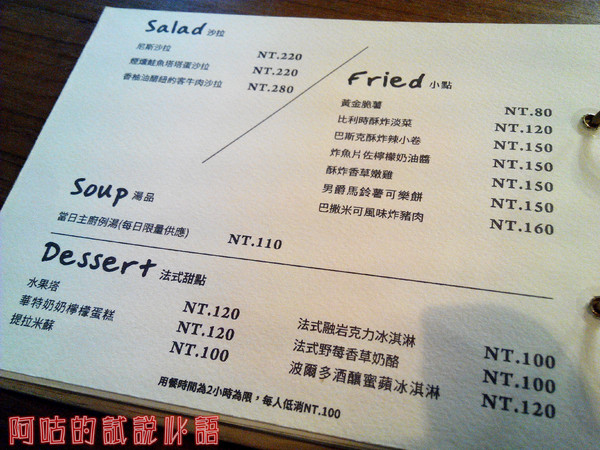 Salad 沙拉
尼斯沙拉 NT.220
煙燻鮭魚塔塔蛋沙拉 NT.220
香柚油醋紐約客牛肉沙拉 NT.280
Fried 小點
黃金脆薯 NT.80
比利時酥炸淡菜 NT.120
巴斯克酥炸辣小卷 NT.150
炸魚片佐檸檬奶油醬 NT.150
酥炸香草嫩雞 NT.150
男爵馬鈴薯可樂餅 NT.150
巴撒米可風味炸豬肉 NT.160
Soup 湯品
當日主廚例湯(每日限量供應) NT.110
Dessert 法式甜點
水果塔 NT.120
華特奶奶檸檬蛋糕 NT.120
提拉米蘇 NT.100
法式融岩克力冰淇淋 NT.100
法式野莓香草奶酪 NT.100
波爾多酒釀蜜蘋冰淇淋 NT.120
用餐時間為2小時為限，每人低消NT.100
阿咕的試說必語